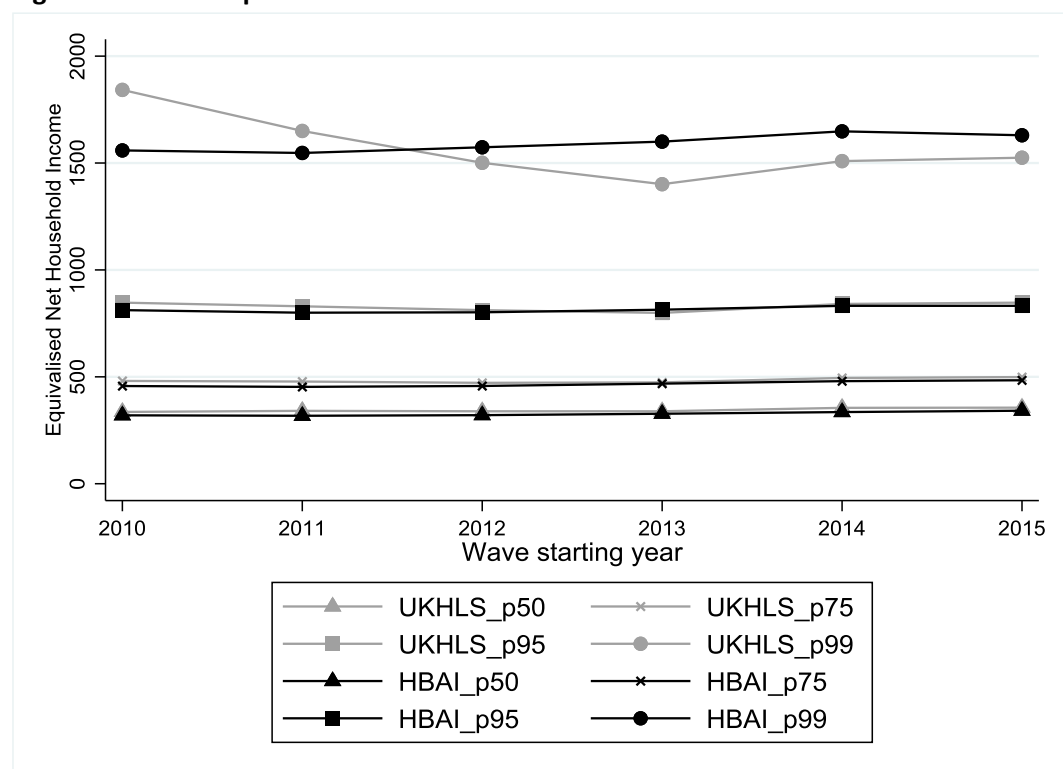 2000
1500
1000
500
0
Equivalised Net Household Income
2010 2011 2012 2013 2014 2015
Wave starting year
UKHLS_p50 UKHLS_p75
UKHLS_p95 UKHLS_p99
HBAI_p50 HBAI_p75
HBAI_p95 HBAI_p99